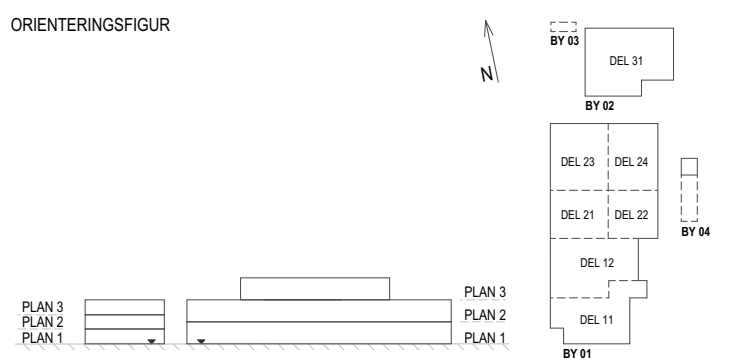 ORIENTERINGSFIGUR
N
BY 03
DEL 31
BY 02
DEL 23
DEL 24
DEL 21
DEL 22
BY 04
DEL 12
DEL 11
BY 01
PLAN 3
PLAN 2
PLAN 1
PLAN 3
PLAN 2
PLAN 1